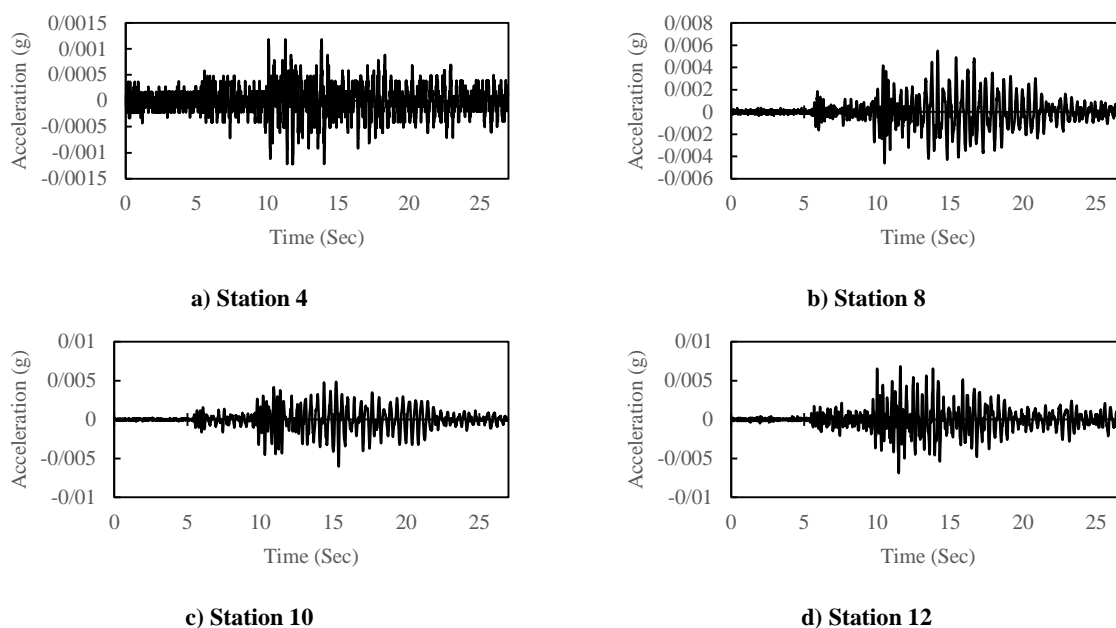 0/0015
0/001
0/0005
0
-0/0005
-0/001
-0/0015
Acceleration (g)
0 5 10 15 20 25
Time (Sec)
a) Station 4
0/008
0/006
0/004
0/002
0
-0/002
-0/004
-0/006
Acceleration (g)
0 5 10 15 20 25
Time (Sec)
b) Station 8
0/01
0/005
0
-0/005
-0/01
Acceleration (g)
0 5 10 15 20 25
Time (Sec)
c) Station 10
0/01
0/005
0
-0/005
-0/01
Acceleration (g)
0 5 10 15 20 25
Time (Sec)
d) Station 12